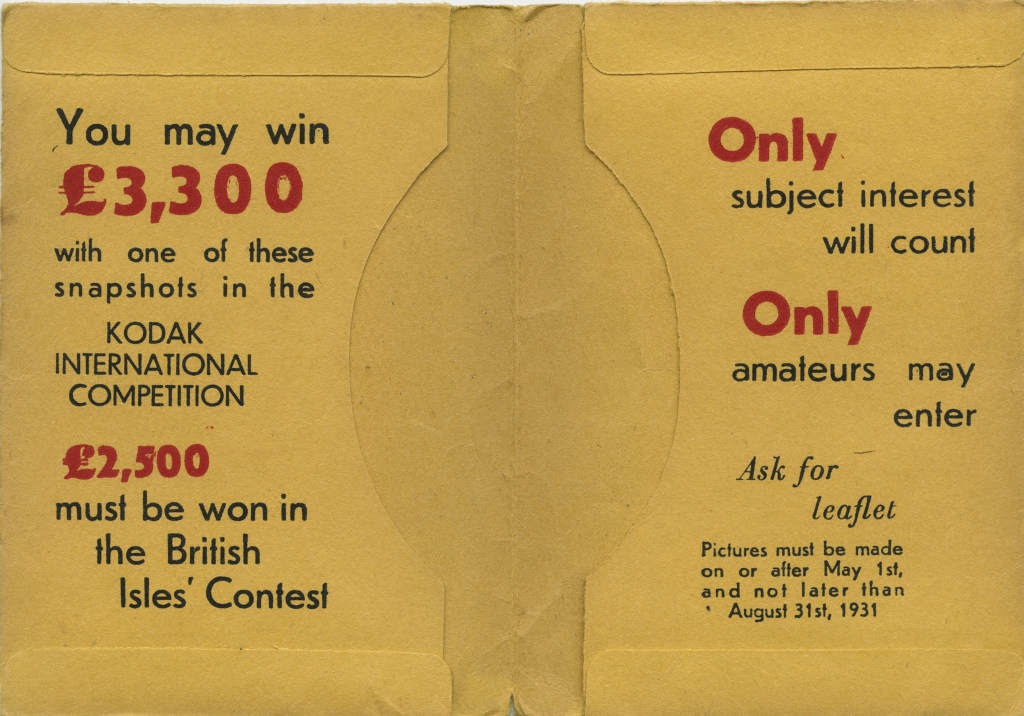 You may win
£3,300
with one of these
snapshots in the
KODAK
INTERNATIONAL
COMPETITION
£2,500
must be won in
the British
Isles' Contest
Only
subject interest
will count
Only
amateurs may
enter
Ask for
leaflet
Pictures must be made
on or after May 1st,
and not later than
August 31st, 1931